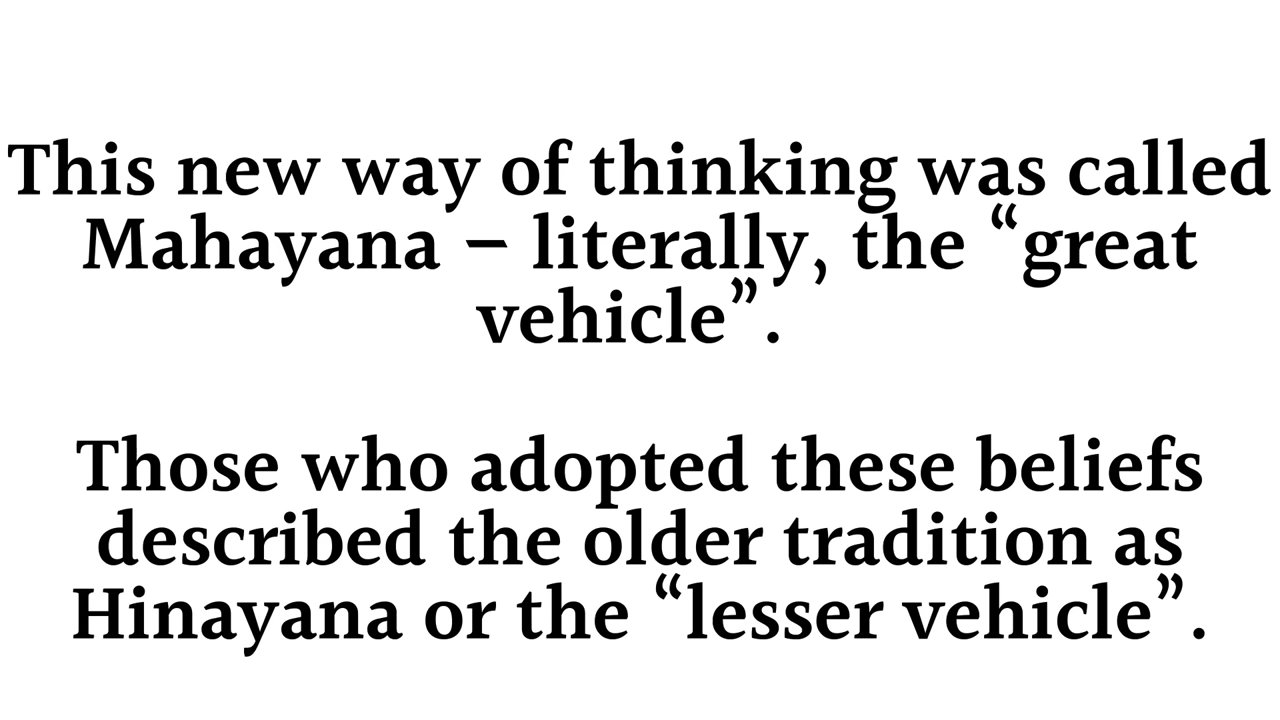 This new way of thinking was called
Mahayana – literally, the “great
vehicle”.
Those who adopted these beliefs
described the older tradition as
Hinayana or the “lesser vehicle”.